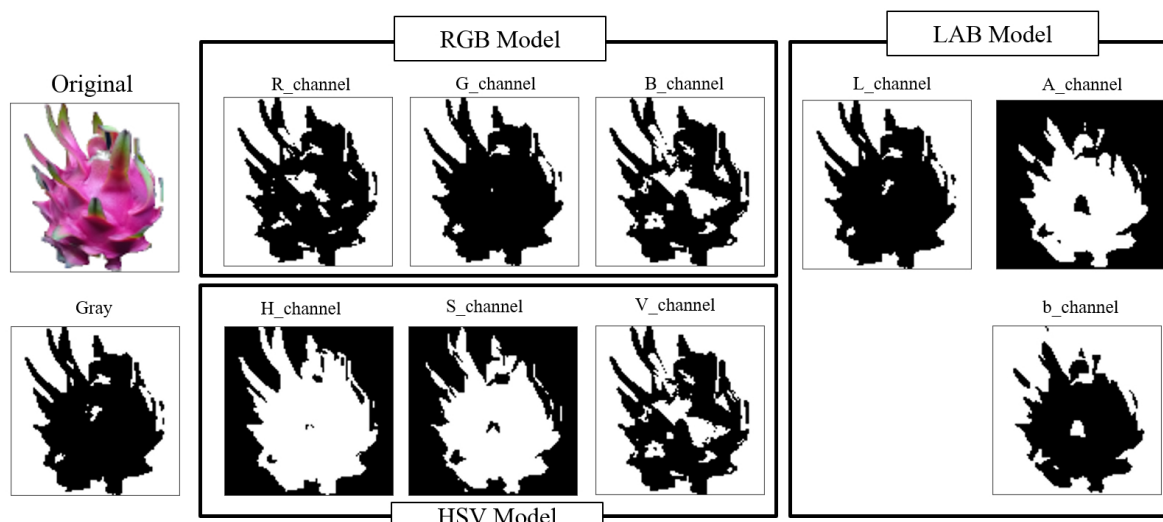 RGB Model
LAB Model
Original
R_channel
G_channel
B_channel
L_channel
A_channel
Gray
H_channel
S_channel
V_channel
b_channel
HSV Model